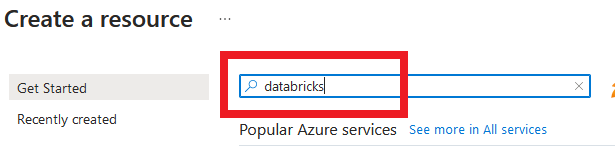 Create a resource ...
databricks
Get Started
Recently created
Popular Azure services See more in All services